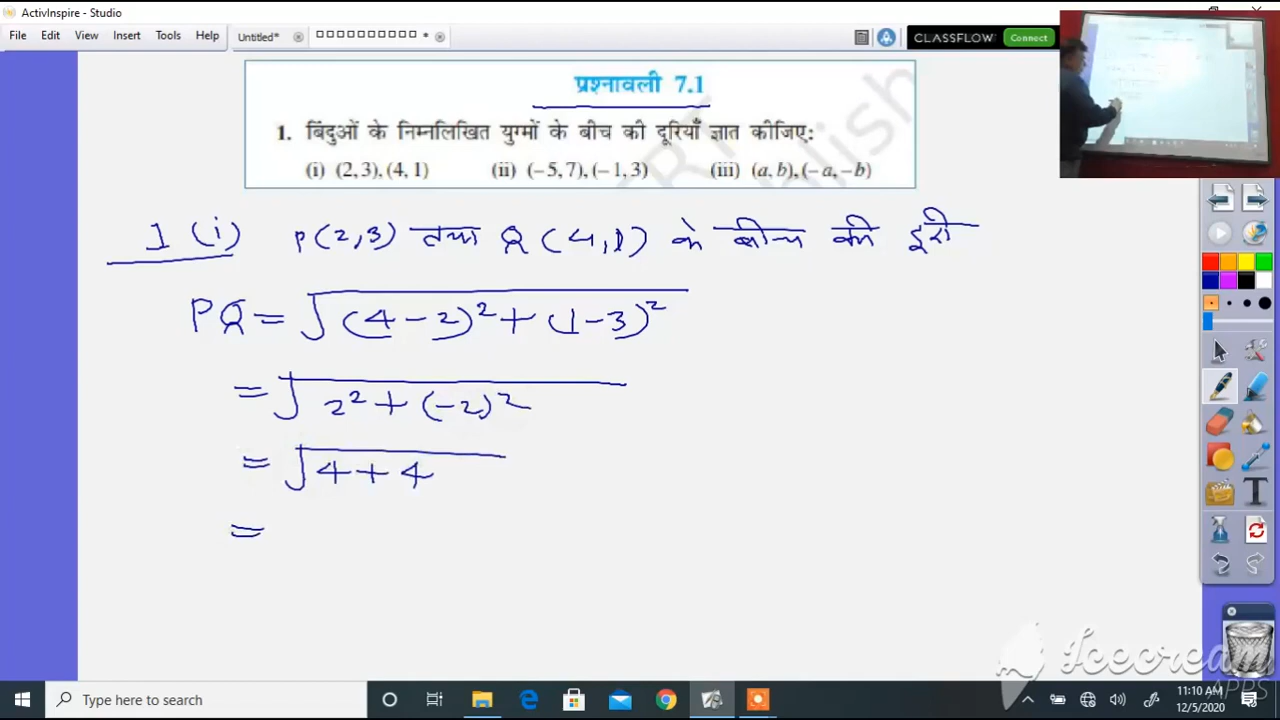 ActivInspire - Studio
File Edit View Insert Tools Help
Untitled*
CLASSFLOW Connect
प्रश्नावली 7.1
1. बिंदुओं के निम्नलिखित युग्मों के बीच की दूरियाँ ज्ञात कीजिए:
(i) (2, 3), (4, 1) (ii) (−5, 7), (−1, 3) (iii) (a, b), (−a, −b)
1 (i) P(2,3) तथा Q(4,1) के बीच की दूरी
PQ = √((4-2)² + (1-3)²)
= √(2² + (-2)²)
= √(4+4)
=
Icecream
APPS
Type here to search
11:10 AM
12/5/2020